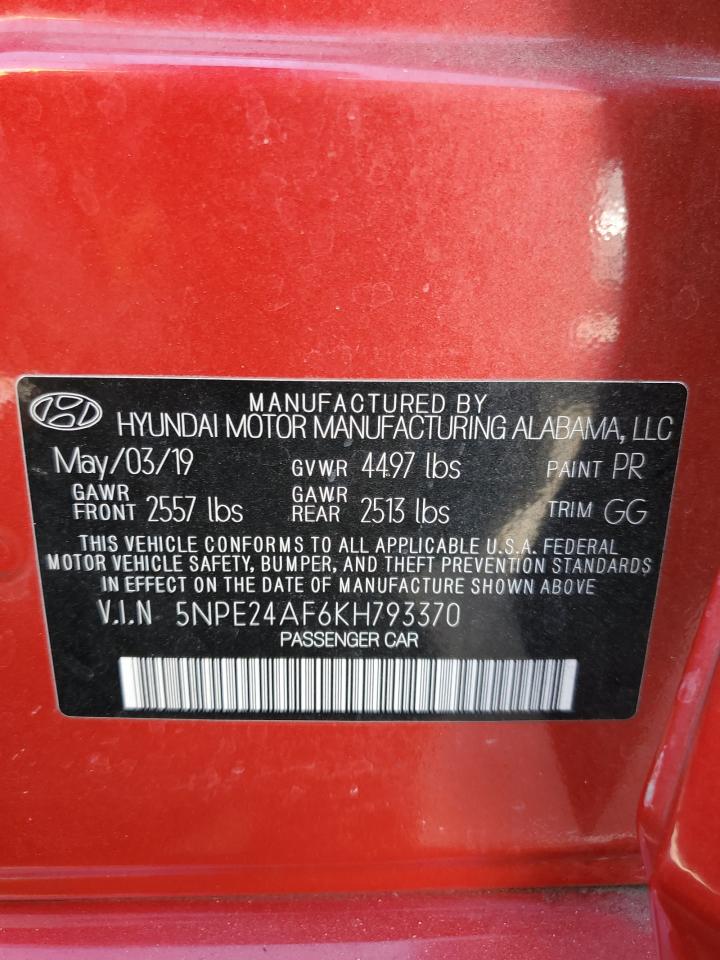 MANUFACTURED BY
HYUNDAI MOTOR MANUFACTURING ALABAMA, LLC
May/03/19 GVWR 4497 lbs PAINT PR
GAWR FRONT 2557 lbs GAWR REAR 2513 lbs TRIM GG
THIS VEHICLE CONFORMS TO ALL APPLICABLE U.S.A. FEDERAL
MOTOR VEHICLE SAFETY, BUMPER, AND THEFT PREVENTION STANDARDS
IN EFFECT ON THE DATE OF MANUFACTURE SHOWN ABOVE
V.I.N 5NPE24AF6KH793370
PASSENGER CAR